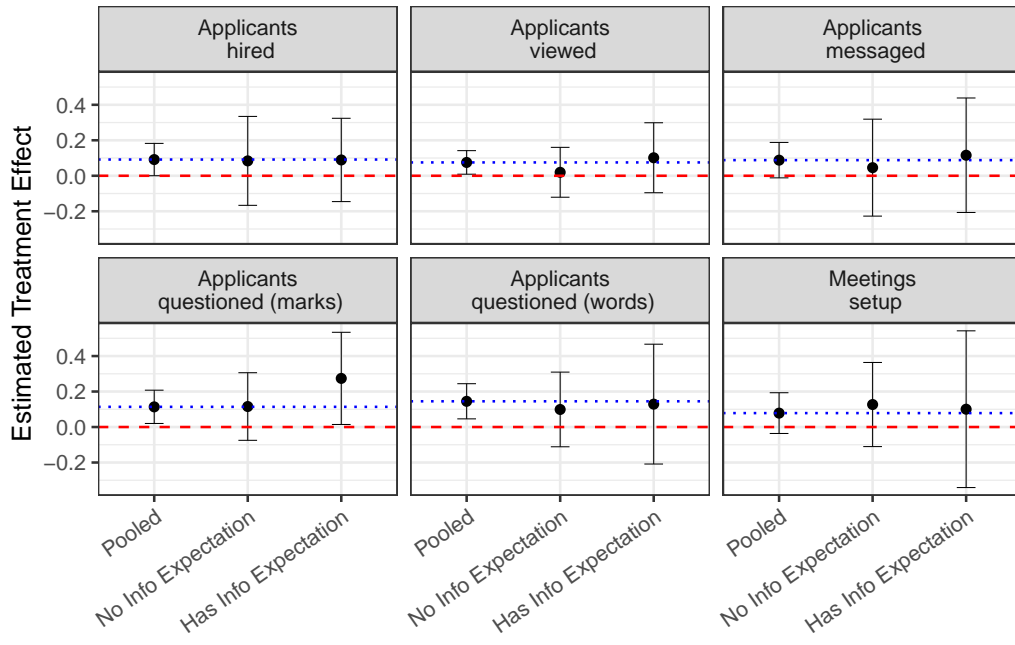 Applicants
hired
Applicants
viewed
Applicants
messaged
0.4
0.2
0.0
−0.2
Applicants
questioned (marks)
Applicants
questioned (words)
Meetings
setup
0.4
0.2
0.0
−0.2
Estimated Treatment Effect
Pooled
No Info Expectation
Has Info Expectation
Pooled
No Info Expectation
Has Info Expectation
Pooled
No Info Expectation
Has Info Expectation